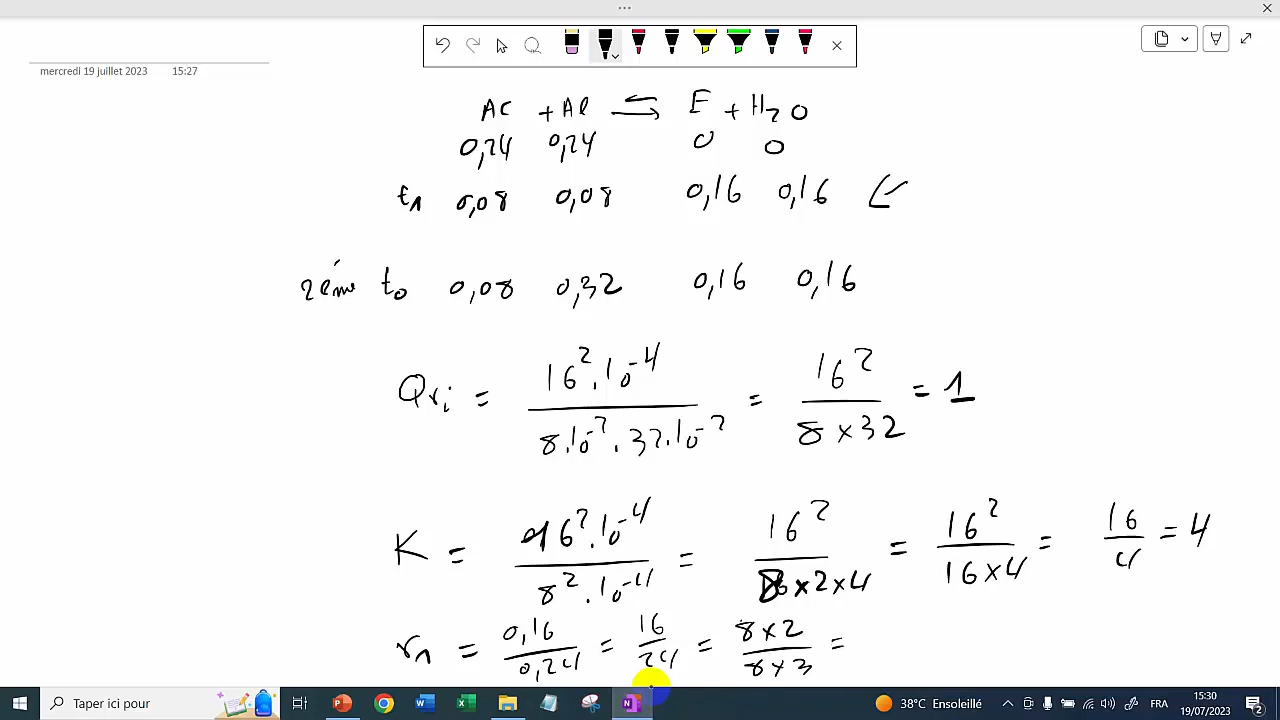 mercredi 19 juillet 2023 15:27
AC + Al ⇌ E + H2O
0,24 0,24 0 0
t1 0,08 0,08 0,16 0,16
2éme t0 0,08 0,32 0,16 0,16
Qri = 16² . 10⁻⁴ / 8.10⁻² . 32.10⁻² = 16² / 8 × 32 = 1
K = 16² . 10⁻⁴ / 8² . 10⁻⁴ = 16² / 8 × 2 × 4 = 16² / 16 × 4 = 16 / 4 = 4
r1 = 0,16 / 0,24 = 16 / 24 = 8 × 2 / 8 × 3 =
Taper ici pour
38°C Ensoleillé
FRA
15:30
19/07/2023
2